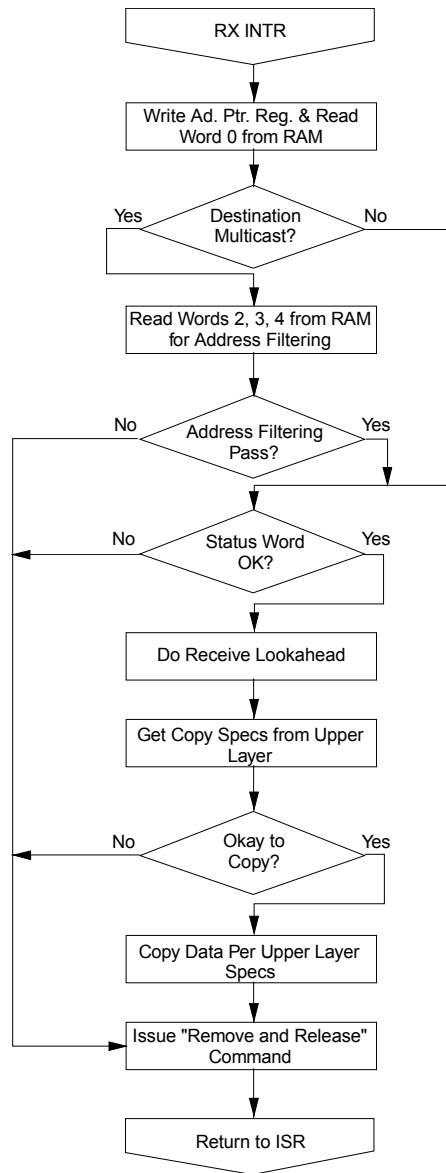 RX INTR
Write Ad. Ptr. Reg. & Read
Word 0 from RAM
Yes
Destination
Multicast?
No
Read Words 2, 3, 4 from RAM
for Address Filtering
No
Address Filtering
Pass?
Yes
No
Status Word
OK?
Yes
Do Receive Lookahead
Get Copy Specs from Upper
Layer
No
Okay to
Copy?
Yes
Copy Data Per Upper Layer
Specs
Issue "Remove and Release"
Command
Return to ISR